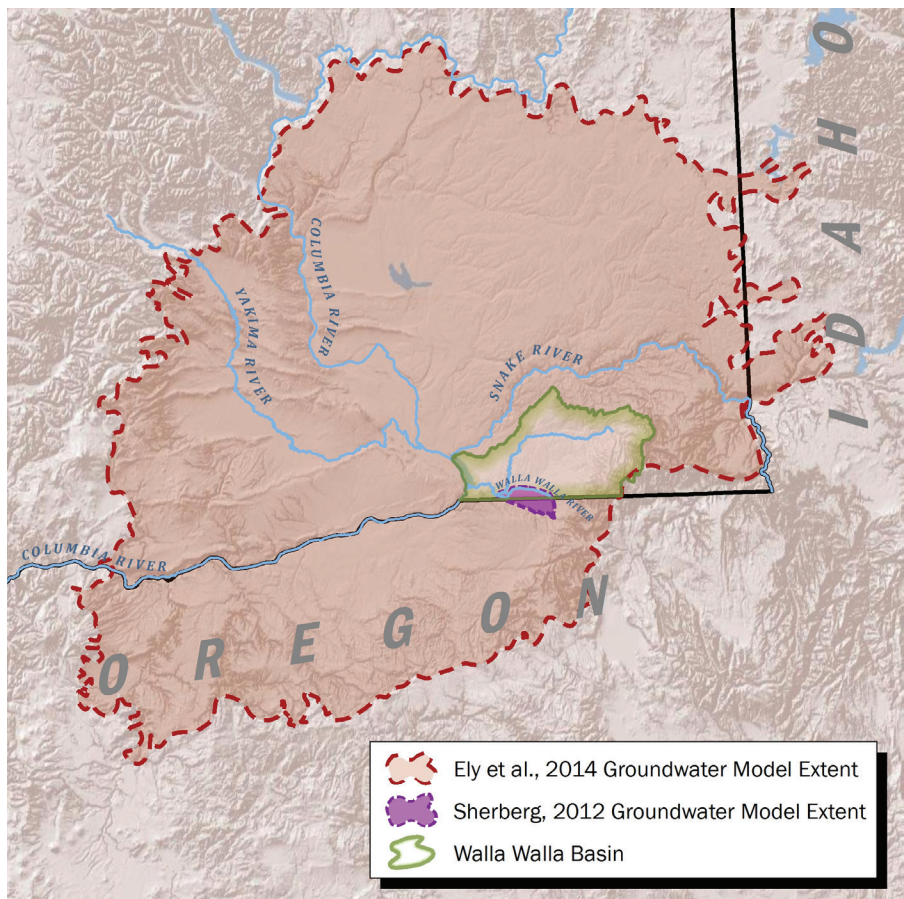 IDAHO
COLUMBIA RIVER
YAKIMA RIVER
SNAKE RIVER
WALLA WALLA RIVER
COLUMBIA RIVER
OREGON
Ely et al., 2014 Groundwater Model Extent
Sherberg, 2012 Groundwater Model Extent
Walla Walla Basin